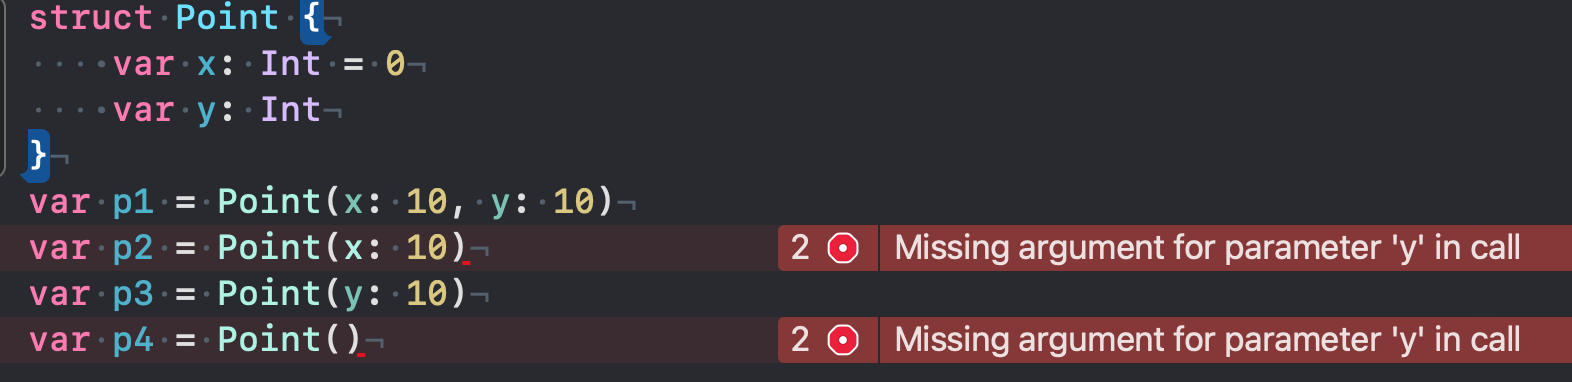 struct Point {
    var x: Int = 0
    var y: Int
}
var p1 = Point(x: 10, y: 10)
var p2 = Point(x: 10) 2 Missing argument for parameter 'y' in call
var p3 = Point(y: 10)
var p4 = Point() 2 Missing argument for parameter 'y' in call